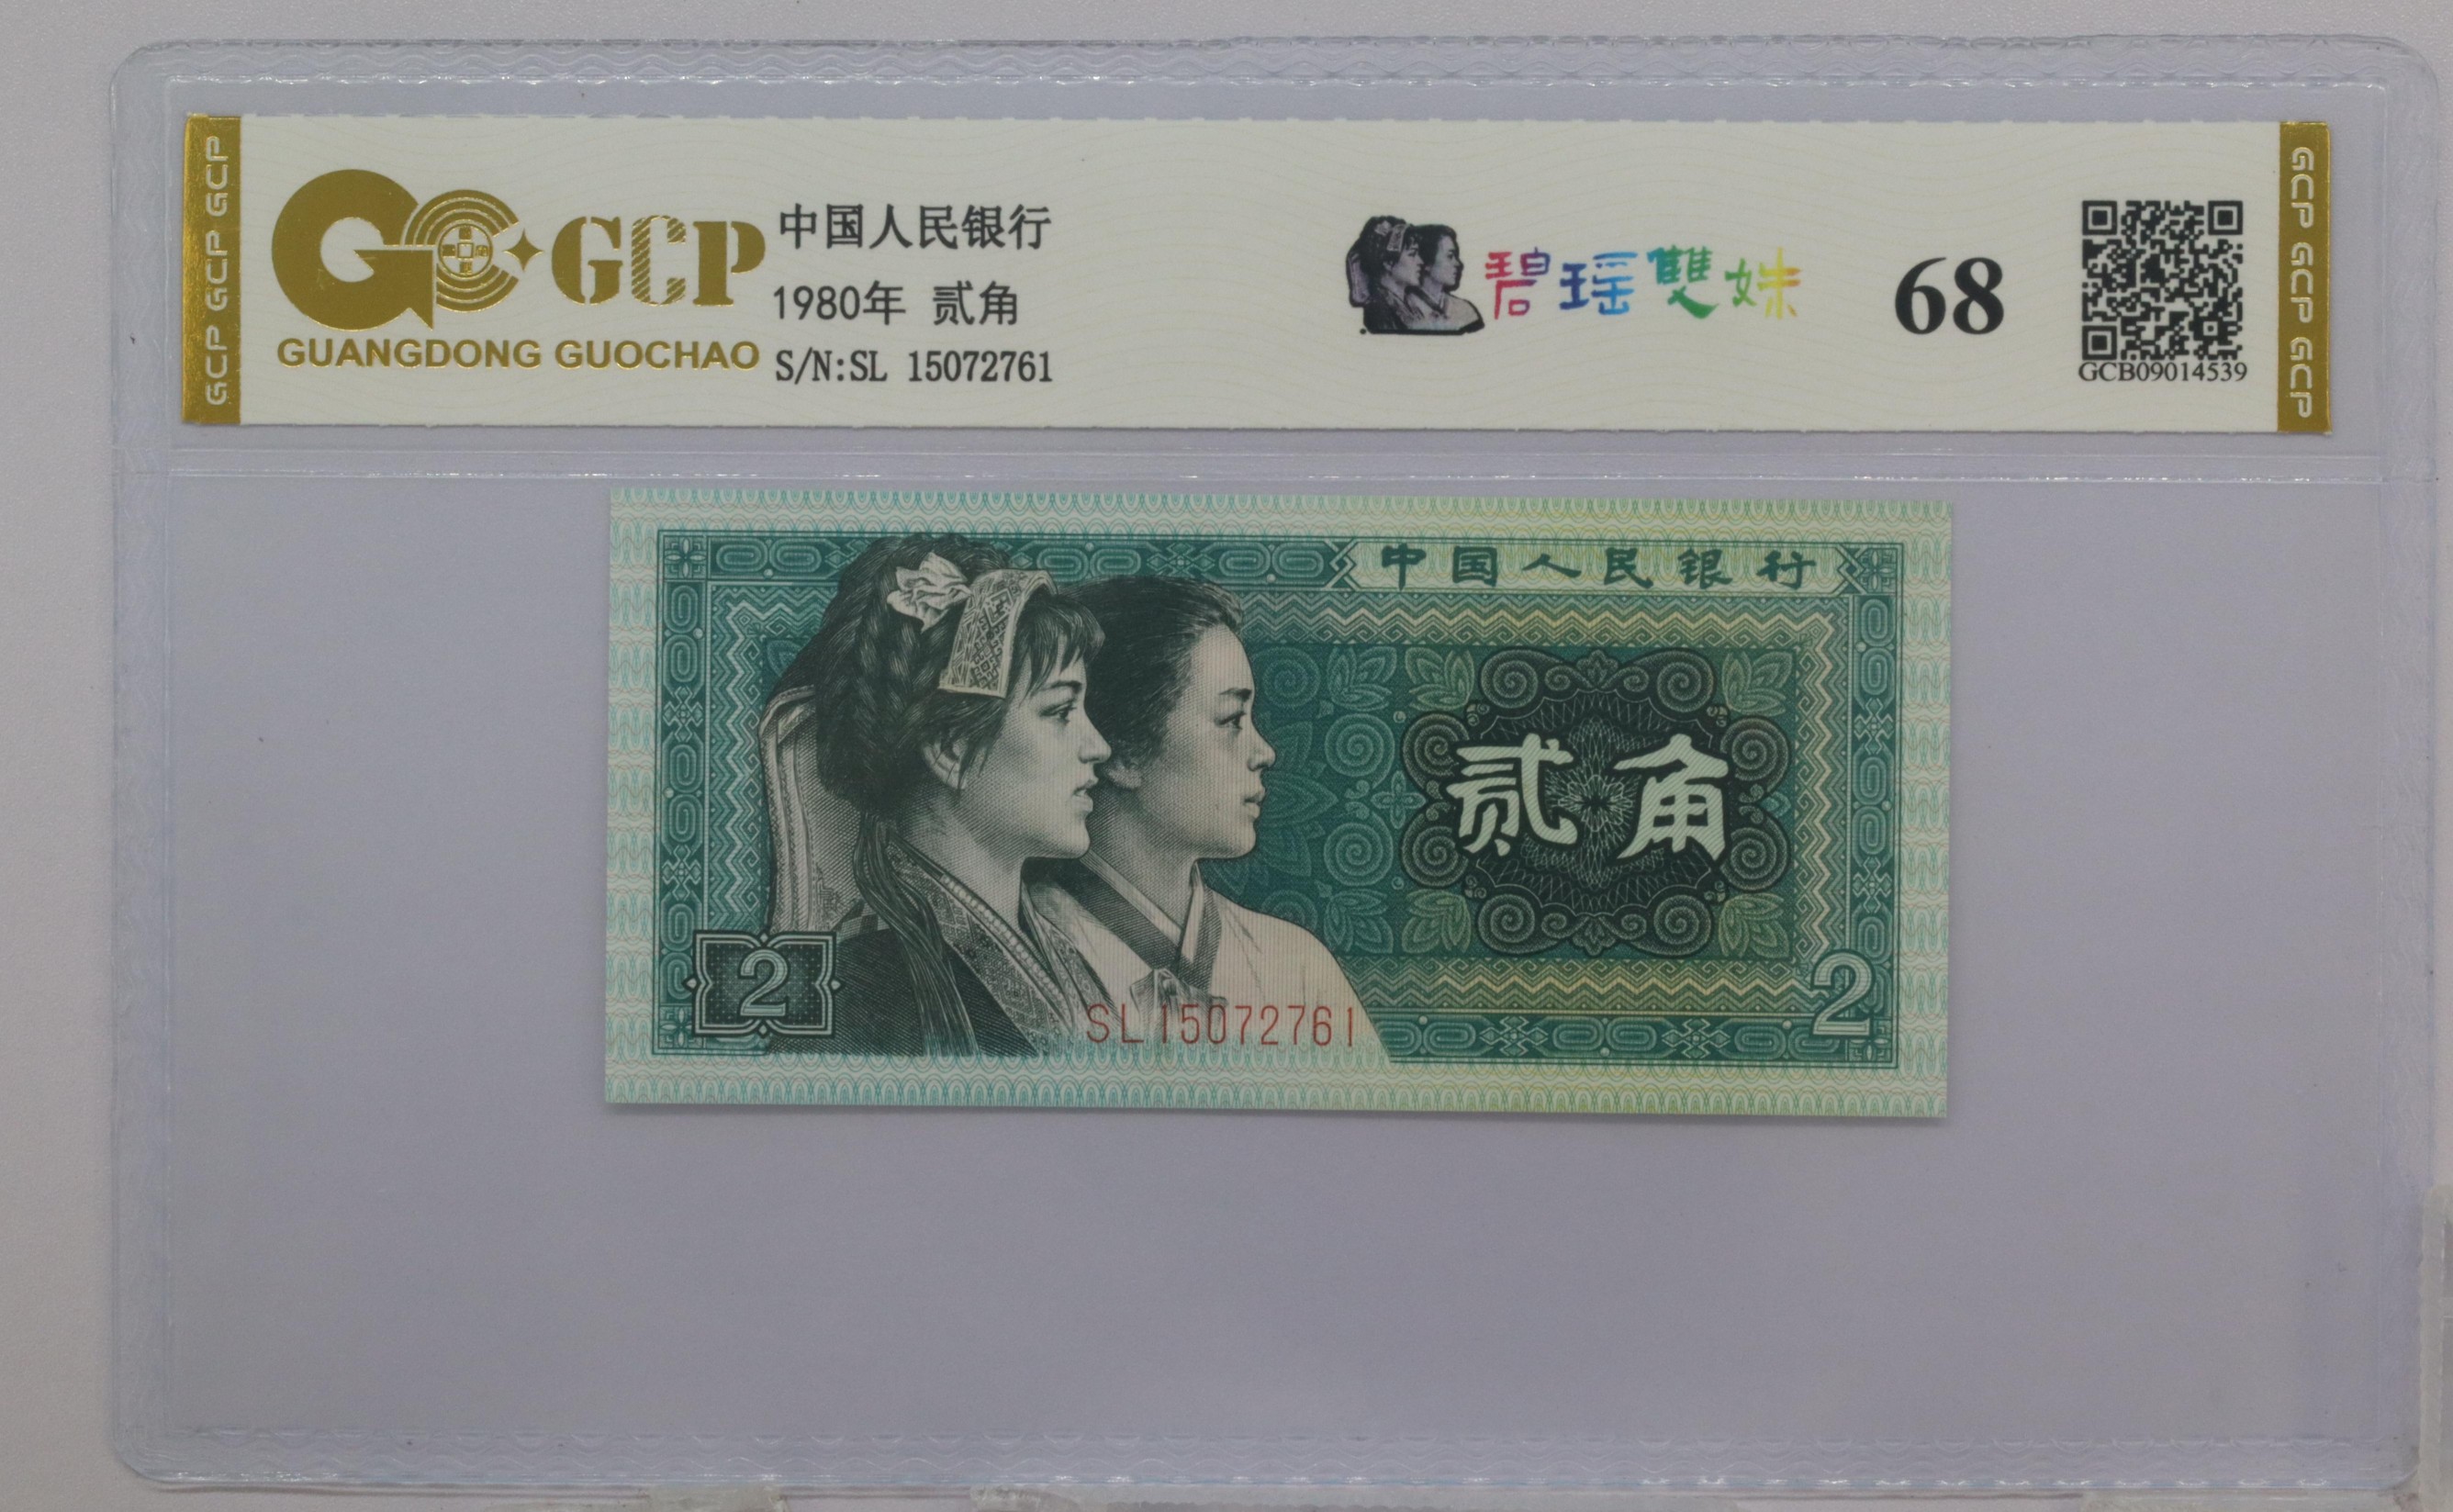 GCP GCP GCP
GCP
GUANGDONG GUOCHAO
中国人民银行
1980年 贰角
S/N:SL 15072761
碧瑶雙妹
68
GCB09014539
GCP GCP GCP
中国人民银行
贰角
2
SL15072761
2